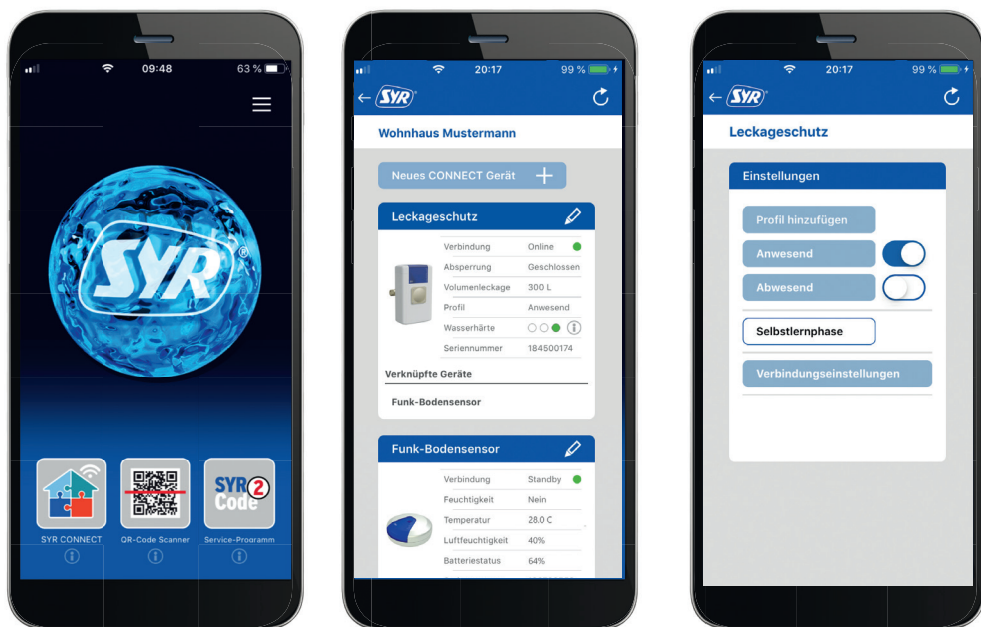 09:48
63 %
SYR®
SYR CONNECT
QR-Code Scanner
SYR 2
Code
Service-Programm
20:17
99 %
SYR®
Wohnhaus Mustermann
Neues CONNECT Gerät +
Leckageschutz
Verbindung Online
Absperrung Geschlossen
Volumenleckage 300 L
Profil Anwesend
Wasserhärte
Seriennummer 184500174
Verknüpfte Geräte
Funk-Bodensensor
Funk-Bodensensor
Verbindung Standby
Feuchtigkeit Nein
Temperatur 28.0 C
Luftfeuchtigkeit 40%
Batteriestatus 64%
20:17
99 %
SYR®
Leckageschutz
Einstellungen
Profil hinzufügen
Anwesend
Abwesend
Selbstlernphase
Verbindungseinstellungen